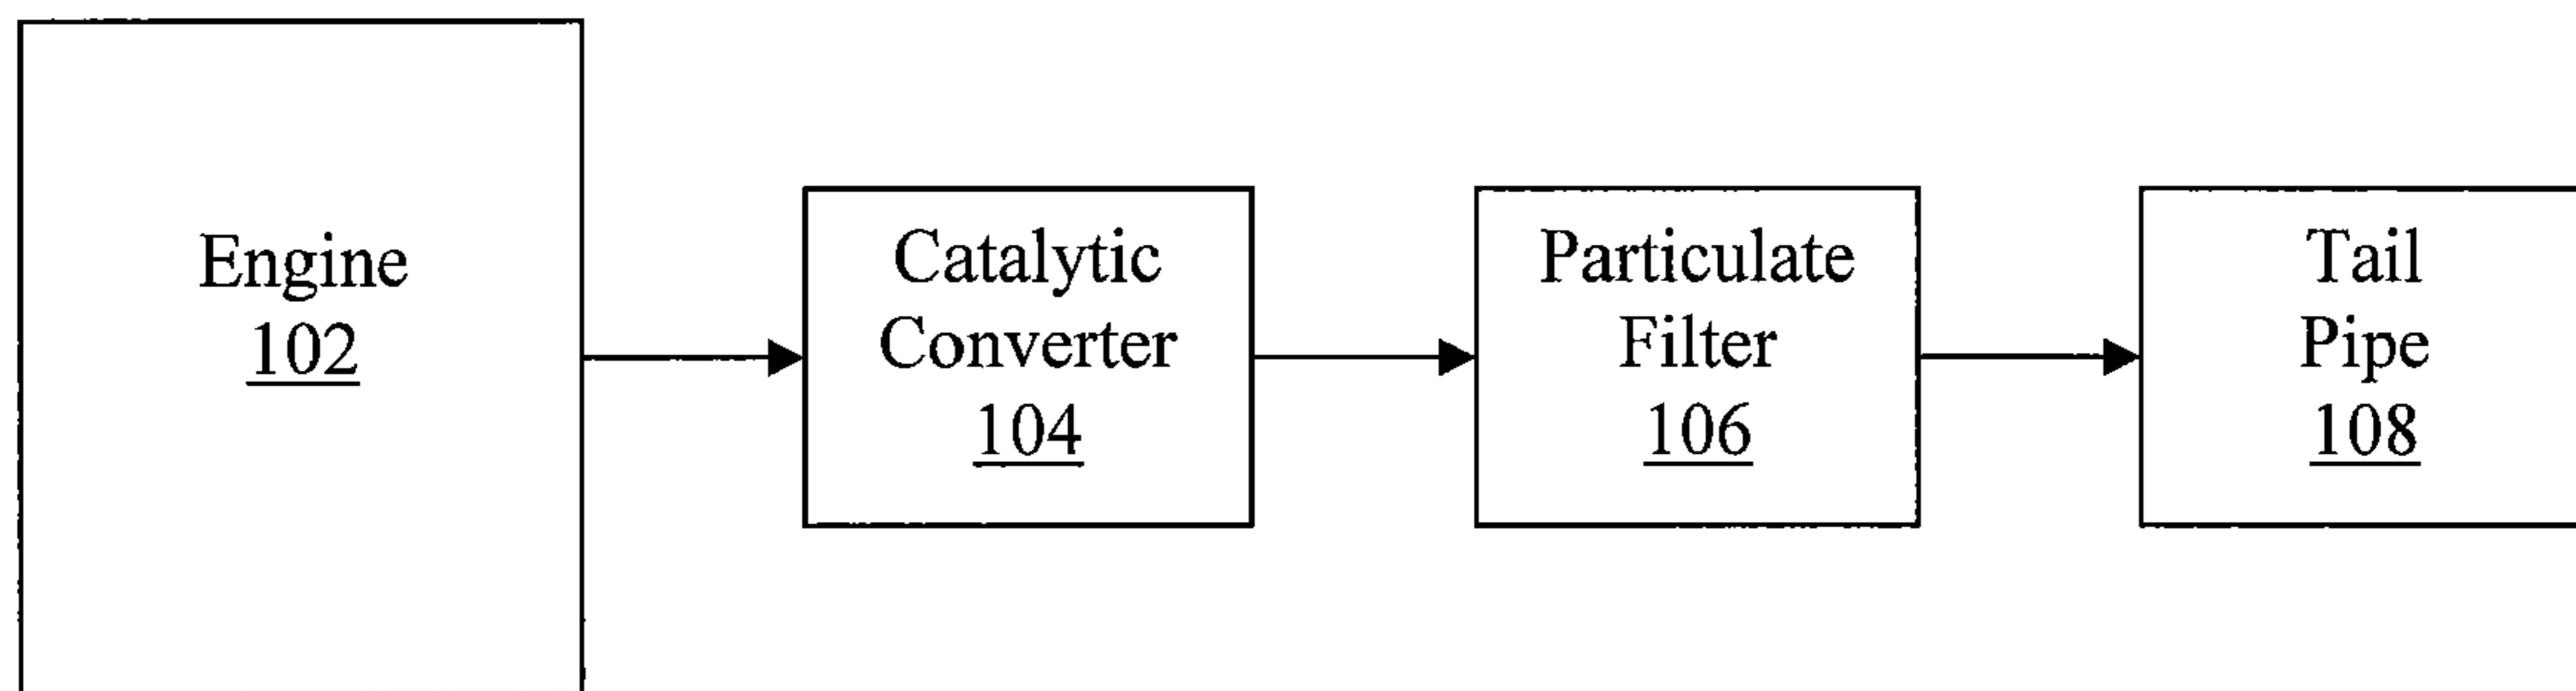 Engine
102
Catalytic
Converter
104
Particulate
Filter
106
Tail
Pipe
108